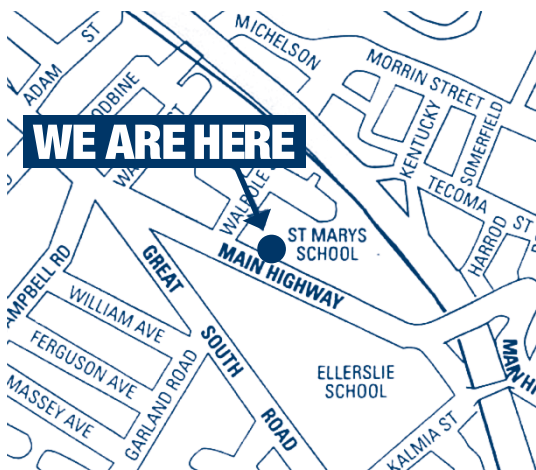 MICHELSON
ADAM ST
MORRIN STREET
WE ARE HERE
KENTUCKY
SOMERFIELD
TECOMA ST
HARROD
WALPOLE
ST MARYS
SCHOOL
MAIN HIGHWAY
GREAT SOUTH ROAD
WILLIAM AVE
FERGUSON AVE
MASSEY AVE
GARLAND ROAD
ELLERSLIE
SCHOOL
KALMIA ST